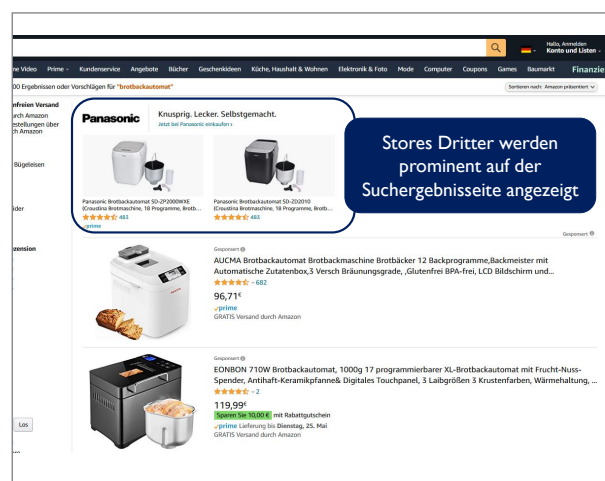 Hallo, Anmelden
Konto und Listen
ne Video Prime Kundenservice Angebote Bücher Geschenkideen Küche, Haushalt & Wohnen Elektronik & Foto Mode Computer Coupons Games Baumarkt Finanzie
00 Ergebnissen oder Vorschlägen für "brotbackautomat"
Sortieren nach: Amazon präsentiert
nfreien Versand
urch Amazon
estellungen über
ch Amazon
Bügeleisen
ider
zension
Los
Panasonic
Knusprig. Lecker. Selbstgemacht.
Jetzt bei Panasonic einkaufen ›
Panasonic Brotbackautomat SD-ZP2000WXE
(Croustina Brotmaschine, 18 Programme, Brotb...
483
prime
Panasonic Brotbackautomat SD-ZD2010
(Croustina Brotmaschine, 18 Programme, Brotb...
483
Stores Dritter werden
prominent auf der
Suchergebnisseite angezeigt
Gesponsert
Gesponsert
AUCMA Brotbackautomat Brotbackmaschine Brotbäcker 12 Backprogramme,Backmeister mit
Automatische Zutatenbox,3 Versch Bräunungsgrade, ,Glutenfrei BPA-frei, LCD Bildschirm und...
682
96,71€
prime
GRATIS Versand durch Amazon
Gesponsert
EONBON 710W Brotbackautomat, 1000g 17 programmierbarer XL-Brotbackautomat mit Frucht-Nuss-
Spender, Antihaft-Keramikpfanne& Digitales Touchpanel, 3 Laibgrößen 3 Krustenfarben, Wärmehaltung, ...
2
119,99€
Sparen Sie 10,00 € mit Rabattgutschein
prime Lieferung bis Dienstag, 25. Mai
GRATIS Versand durch Amazon